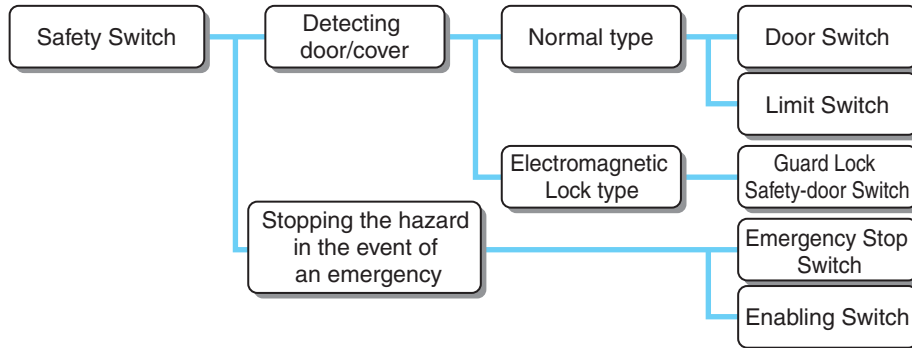 Safety Switch
Detecting
door/cover
Normal type
Door Switch
Limit Switch
Electromagnetic
Lock type
Guard Lock
Safety-door Switch
Stopping the hazard
in the event of
an emergency
Emergency Stop
Switch
Enabling Switch